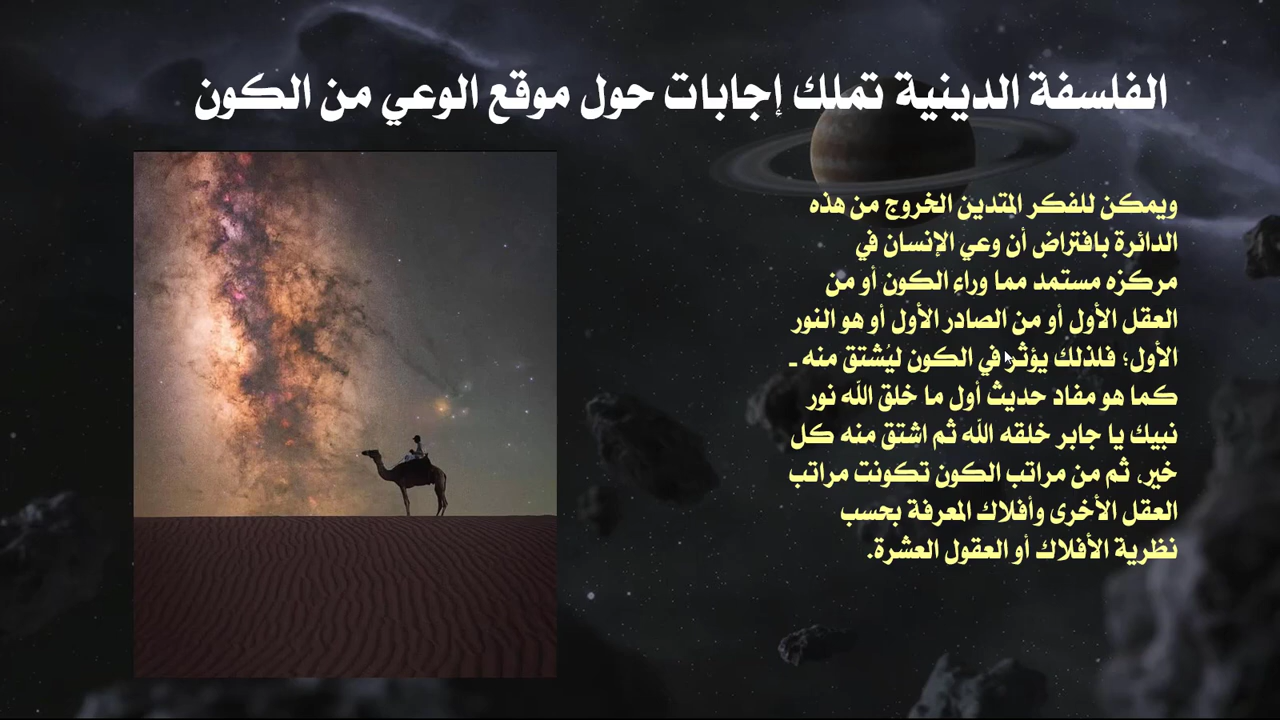 الفلسفة الدينية تملك إجابات حول موقع الوعي من الكون
ويمكن للفكر المتدين الخروج من هذه
الدائرة بافتراض أن وعي الإنسان في
مركزه مستمد مما وراء الكون أو من
العقل الأول أو من الصادر الأول أو هو النور
الأول؛ فلذلك يؤثر في الكون ليُشتق منه ـ
كما هو مفاد حديث أول ما خلق الله نور
نبيك يا جابر خلقه الله ثم اشتق منه كل
خير، ثم من مراتب الكون تكونت مراتب
العقل الأخرى وأفلاك المعرفة بحسب
نظرية الأفلاك أو العقول العشرة.